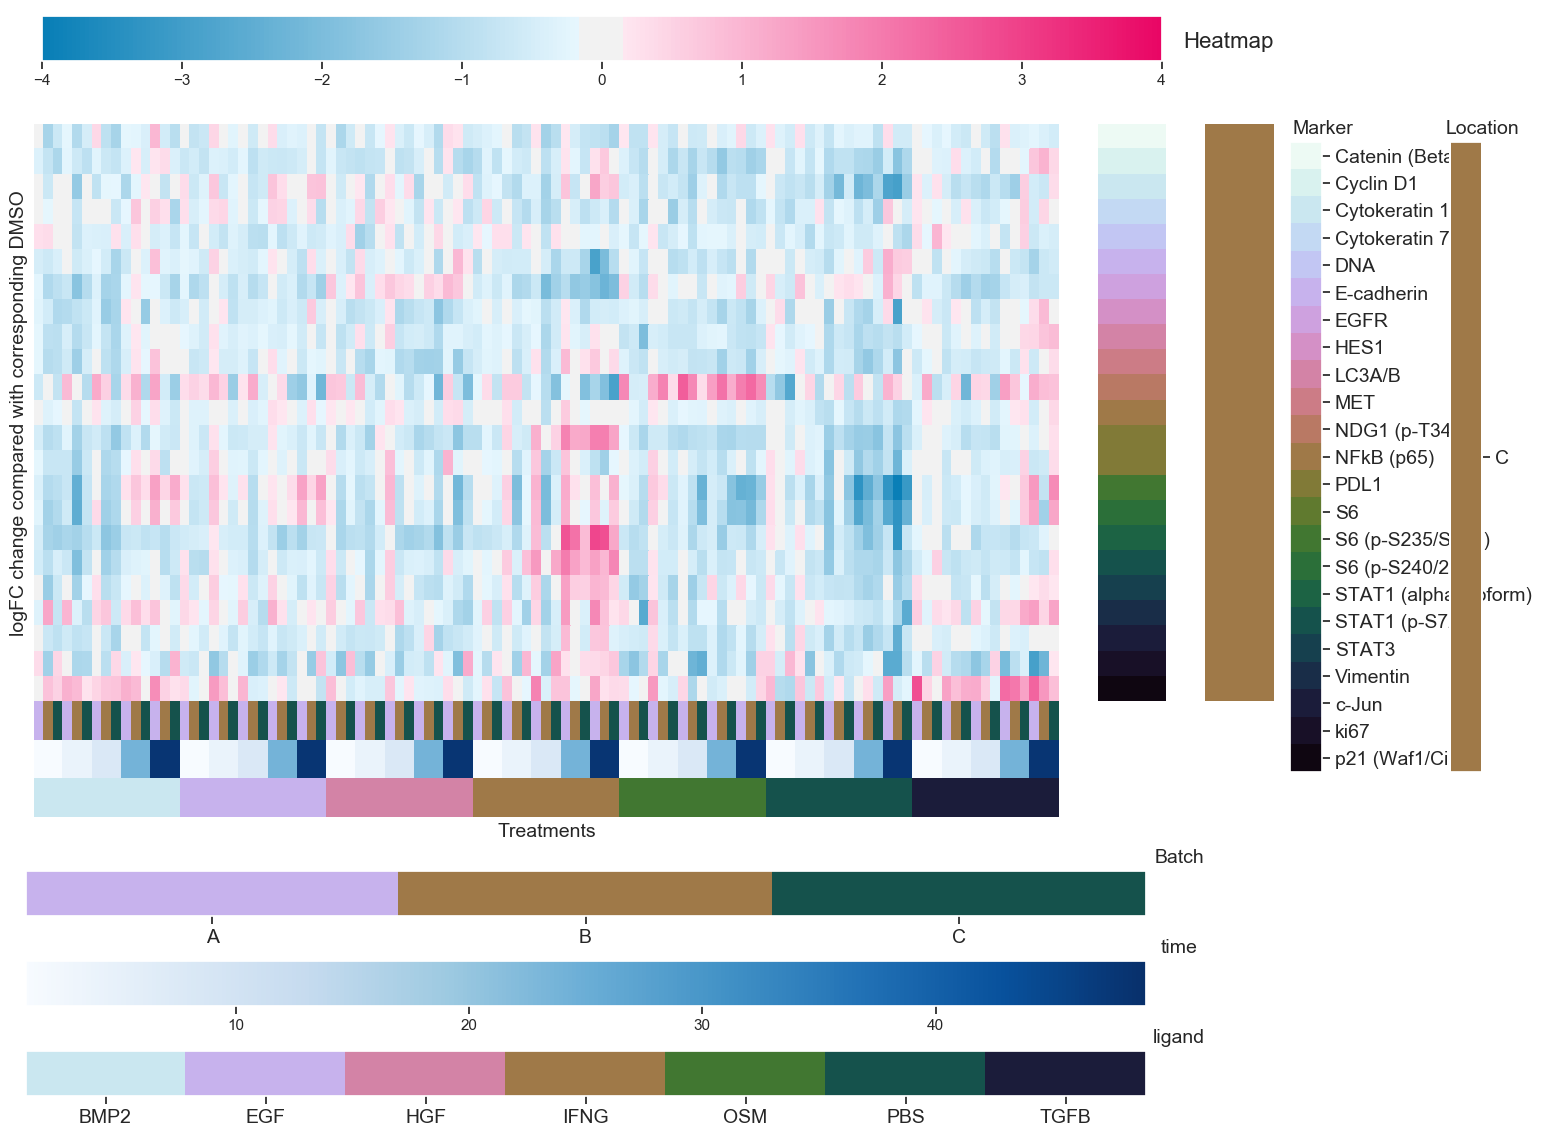 Heatmap
−4 −3 −2 −1 0 1 2 3 4
logFC change compared with corresponding DMSO
Marker
Catenin (Beta
Cyclin D1
Cytokeratin 1
Cytokeratin 7
DNA
E-cadherin
EGFR
HES1
LC3A/B
MET
NDG1 (p-T34
NFkB (p65)
PDL1
S6
S6 (p-S235/S )
S6 (p-S240/2
STAT1 (alpha oform)
STAT1 (p-S7
STAT3
Vimentin
c-Jun
ki67
p21 (Waf1/Ci
Location
C
Treatments
Batch
A B C
time
10 20 30 40
ligand
BMP2 EGF HGF IFNG OSM PBS TGFB